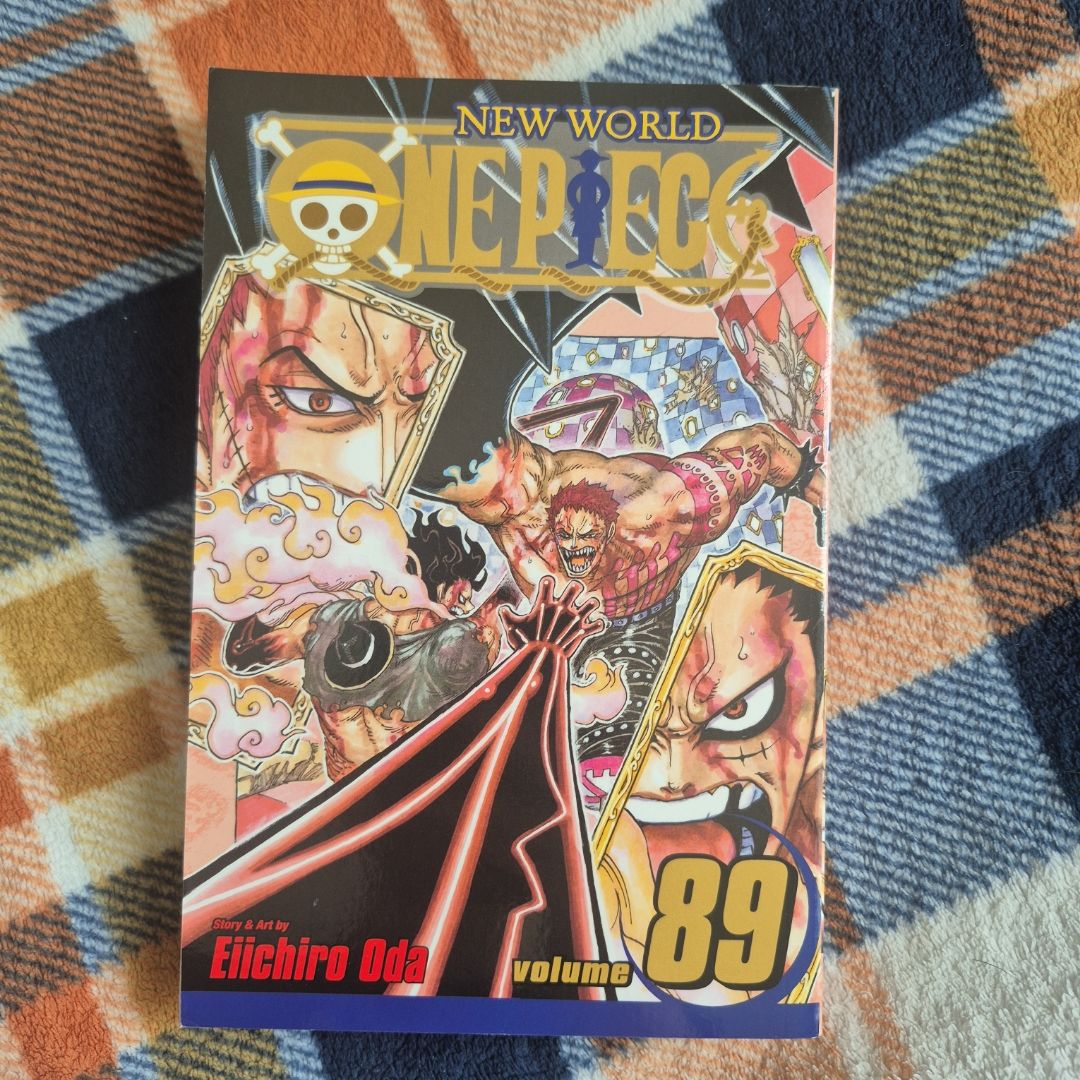 NEW WORLD
ONE PIECE
Story & Art by
Eiichiro Oda
volume 89